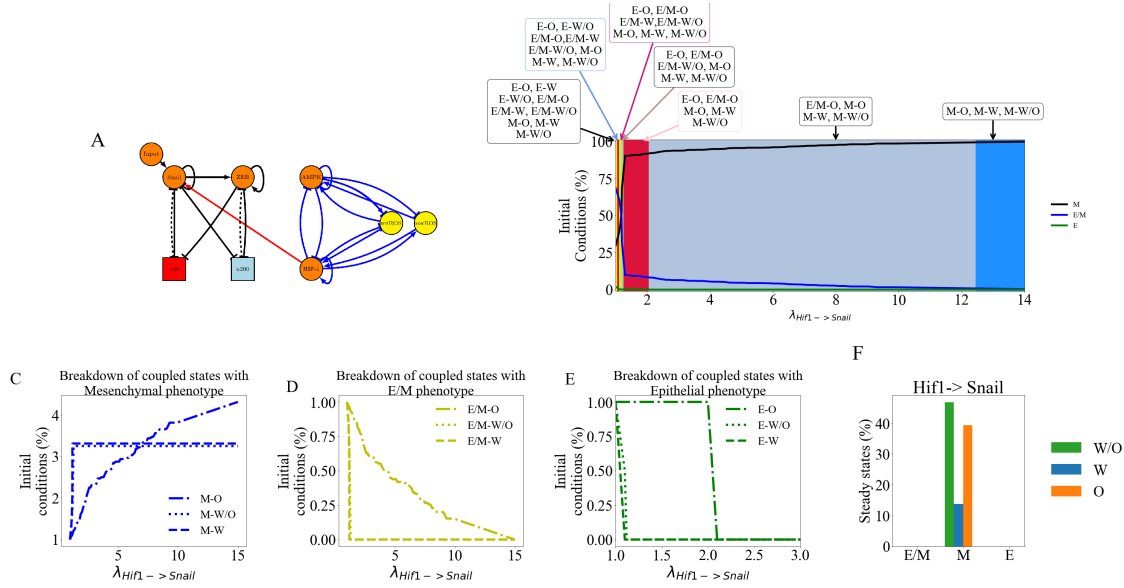 E-O, E/M-O
E/M-W,E/M-W/O
M-O, M-W, M-W/O
E-O, E-W/O
E/M-O,E/M-W
E/M-W/O, M-O
M-W, M-W/O
E-O, E/M-O
E/M-W/O, M-O
M-W, M-W/O
E-O, E-W
E-W/O, E/M-O
E/M-W, E/M-W/O
M-O, M-W
M-W/O
E-O, E/M-O
M-O, M-W
M-W/O
E/M-O, M-O
M-W, M-W/O
M-O, M-W, M-W/O
A
Input
Snail
ZEB
AMPK
HIF-1
u200
100
75
50
25
0
Initial
Conditions (%)
2
4
6
8
10
12
14
λHif1−>Snail
M
E/M
E
C
Breakdown of coupled states with
Mesenchymal phenotype
4
3
2
1
Initial
conditions (%)
M-O
M-W/O
M-W
5
10
15
λHif1−>Snail
D
Breakdown of coupled states with
E/M phenotype
1.00
0.75
0.50
0.25
0.00
Initial
conditions (%)
E/M-O
E/M-W/O
E/M-W
5
10
15
λHif1−>Snail
E
Breakdown of coupled states with
Epithelial phenotype
1.00
0.75
0.50
0.25
0.00
Initial
conditions (%)
E-O
E-W/O
E-W
1.0
1.5
2.0
2.5
3.0
λHif1−>Snail
F
Hif1-> Snail
40
30
20
10
0
Steady states (%)
E/M
M
E
W/O
W
O